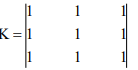 K = |1 1 1|
|1 1 1|
|1 1 1|